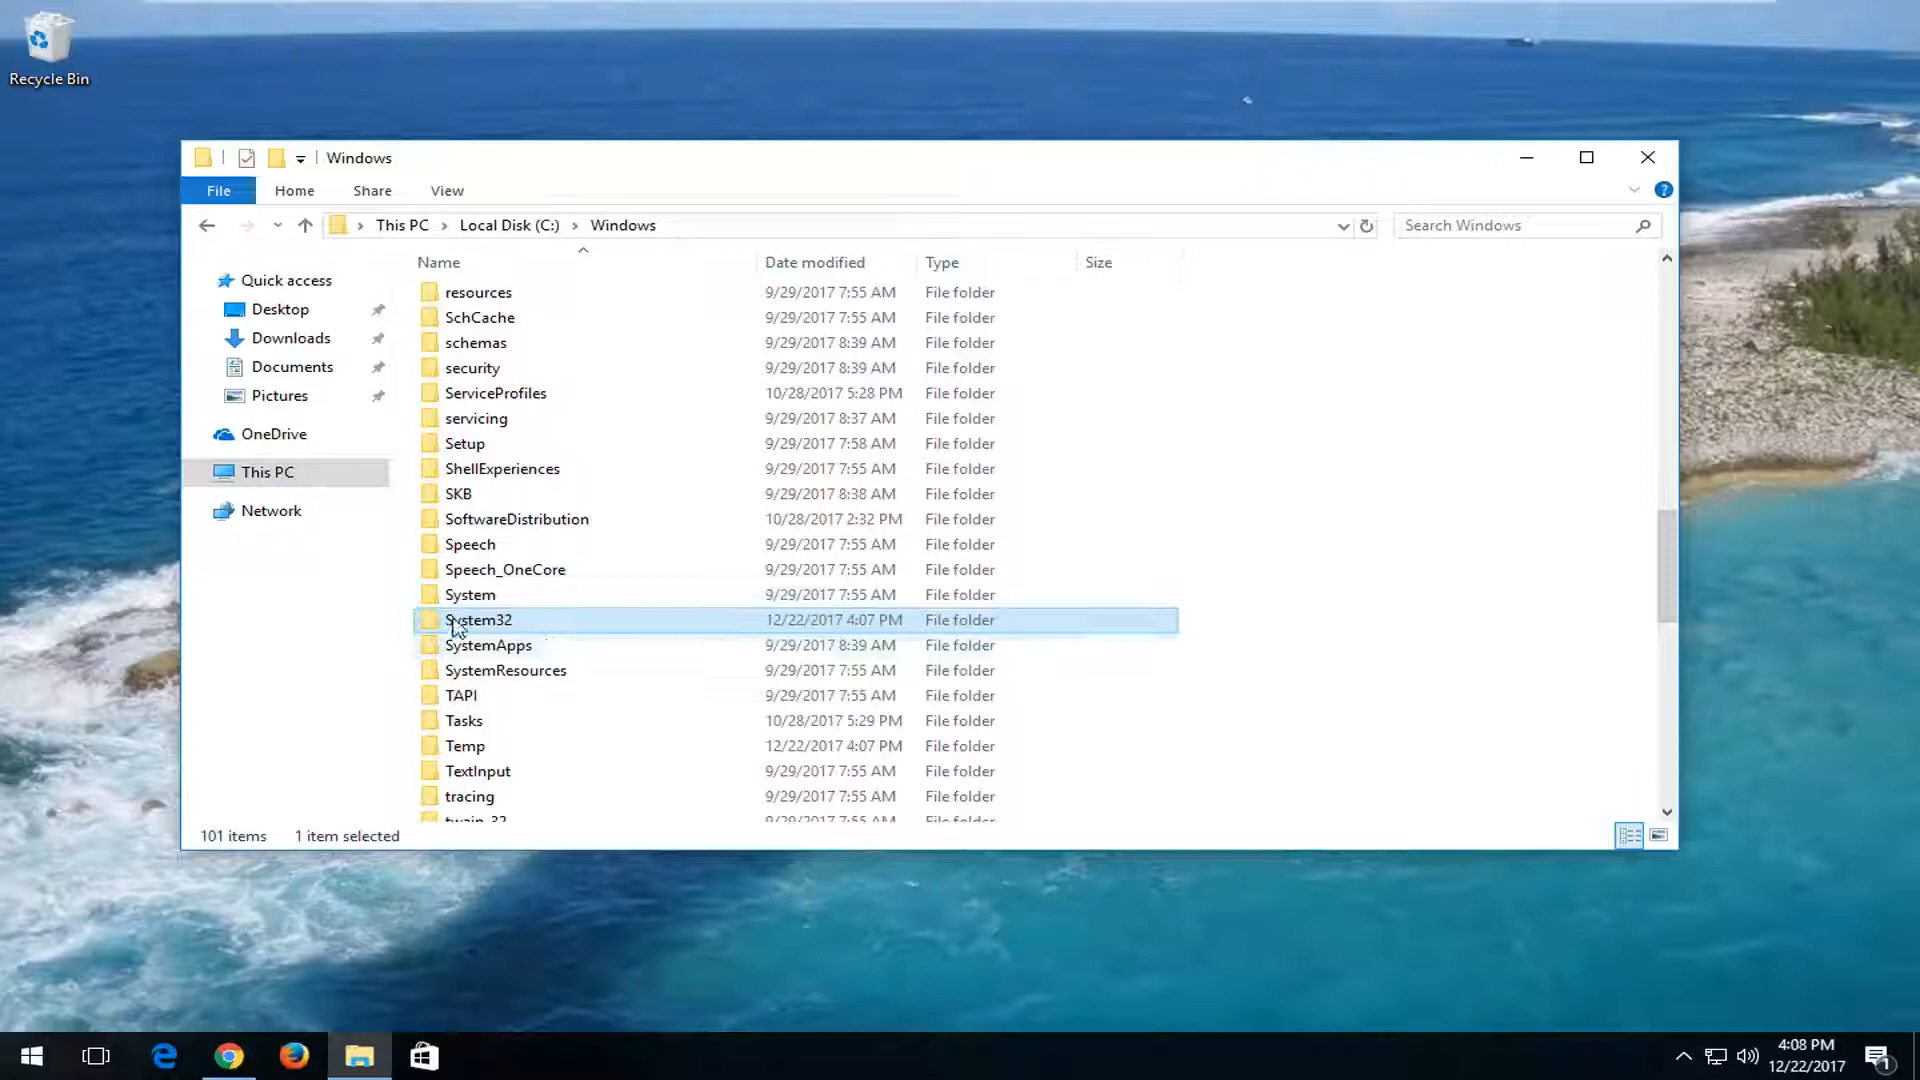 Recycle Bin
Windows
File Home Share View
This PC Local Disk (C:) Windows
Search Windows
Name Date modified Type Size
Quick access
Desktop
Downloads
Documents
Pictures
OneDrive
This PC
Network
resources 9/29/2017 7:55 AM File folder
SchCache 9/29/2017 7:55 AM File folder
schemas 9/29/2017 8:39 AM File folder
security 9/29/2017 8:39 AM File folder
ServiceProfiles 10/28/2017 5:28 PM File folder
servicing 9/29/2017 8:37 AM File folder
Setup 9/29/2017 7:58 AM File folder
ShellExperiences 9/29/2017 7:55 AM File folder
SKB 9/29/2017 8:38 AM File folder
SoftwareDistribution 10/28/2017 2:32 PM File folder
Speech 9/29/2017 7:55 AM File folder
Speech_OneCore 9/29/2017 7:55 AM File folder
System 9/29/2017 7:55 AM File folder
System32 12/22/2017 4:07 PM File folder
SystemApps 9/29/2017 8:39 AM File folder
SystemResources 9/29/2017 7:55 AM File folder
TAPI 9/29/2017 7:55 AM File folder
Tasks 10/28/2017 5:29 PM File folder
Temp 12/22/2017 4:07 PM File folder
TextInput 9/29/2017 7:55 AM File folder
tracing 9/29/2017 7:55 AM File folder
twain_32 9/29/2017 7:55 AM File folder
101 items 1 item selected
4:08 PM
12/22/2017
1